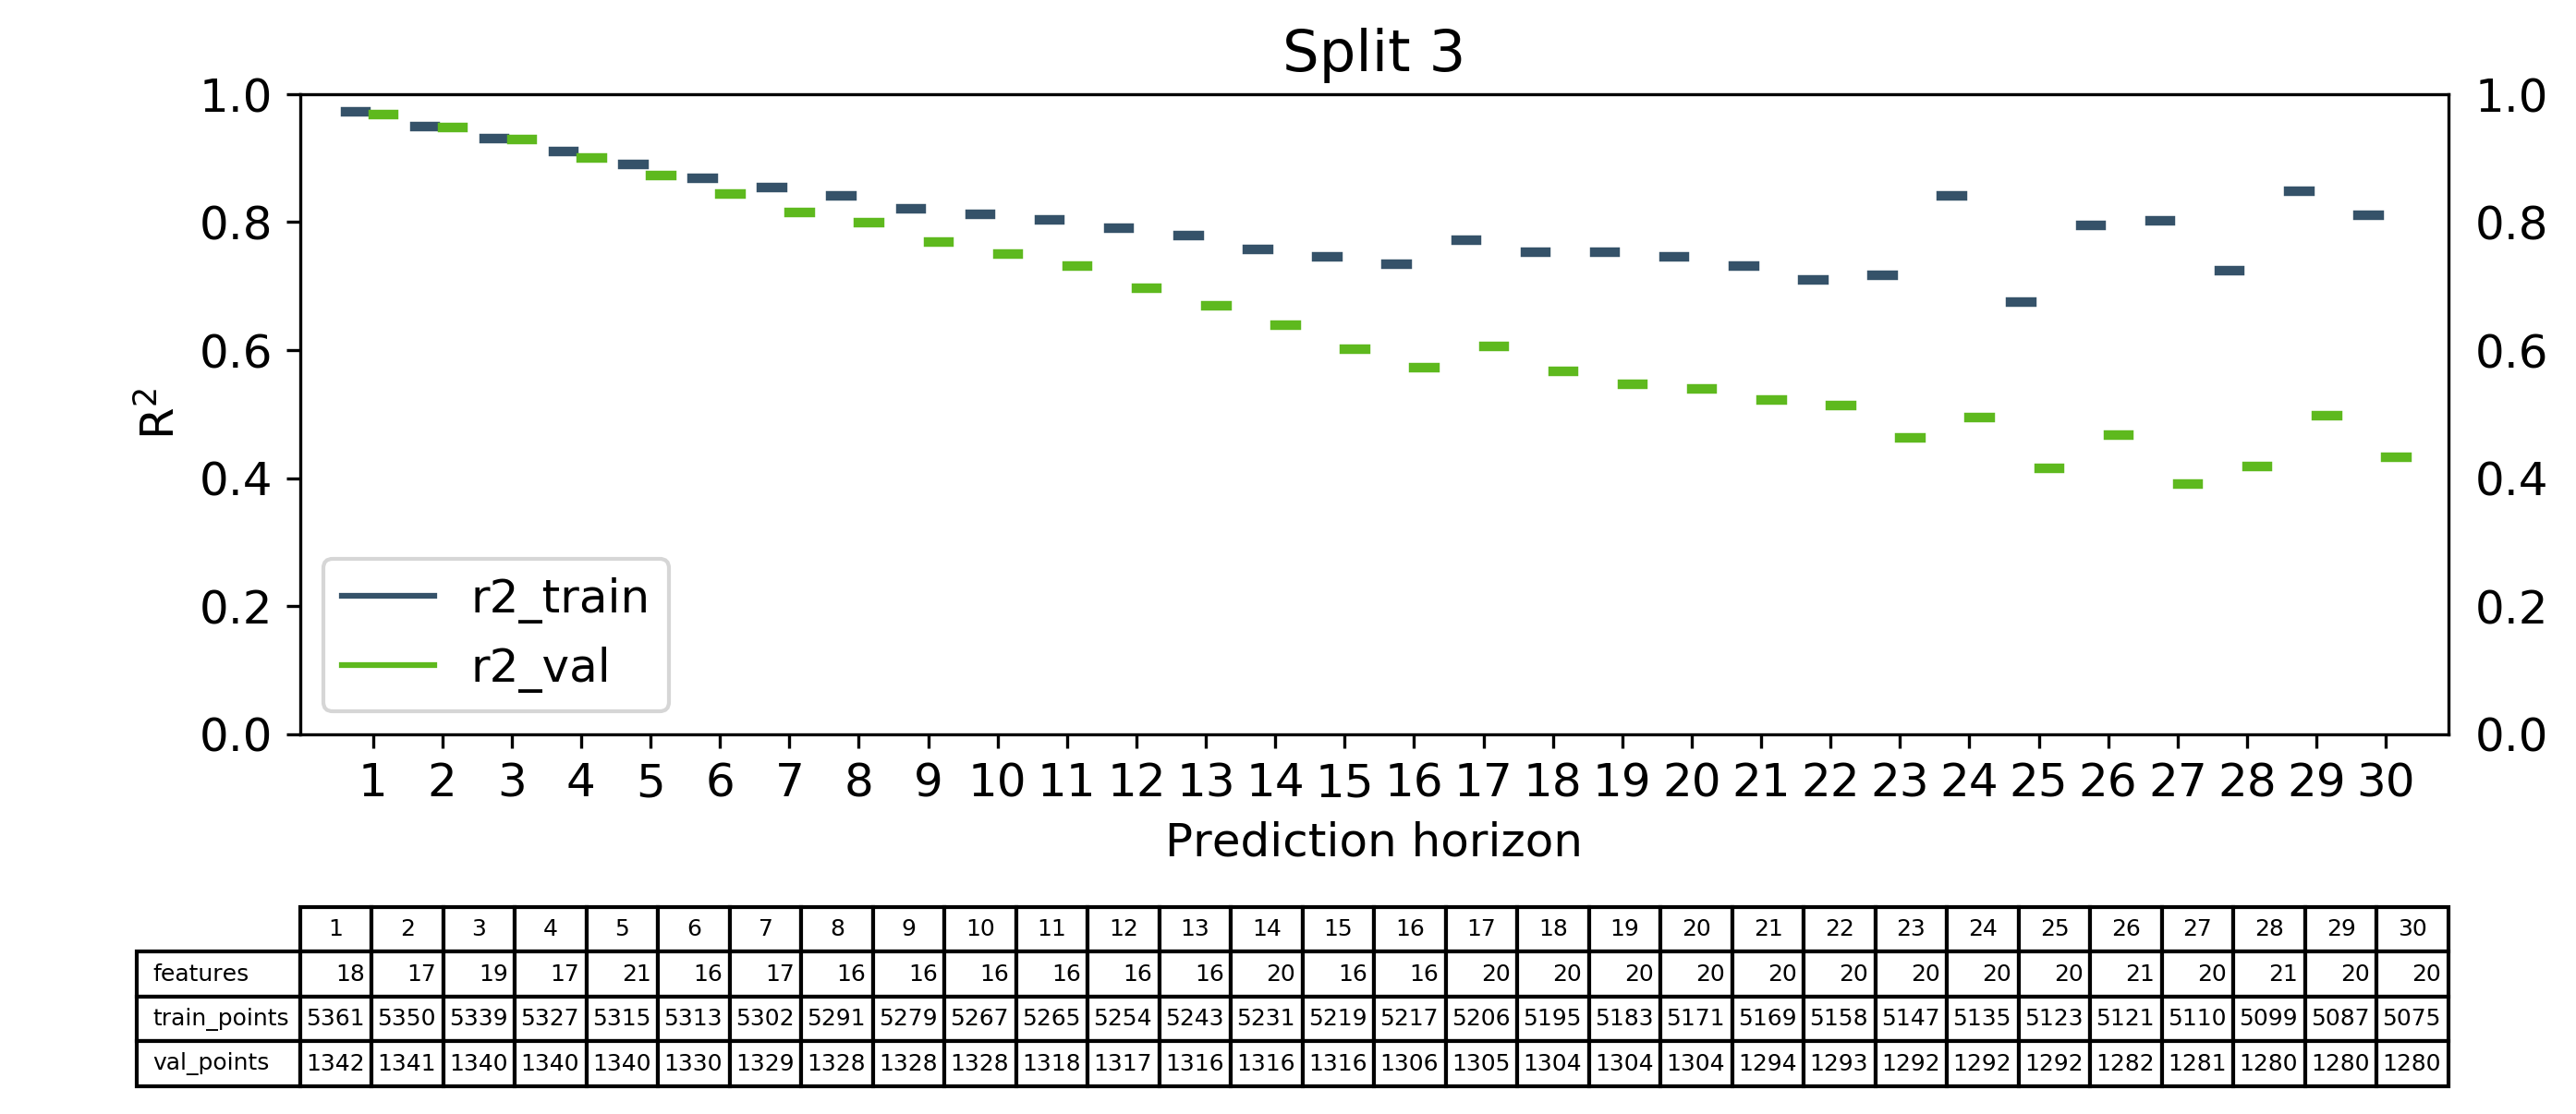 Split 3
1.0 1.0
0.8 0.8
0.6 0.6
R²
0.4 0.4
0.2 0.2
0.0 0.0
r2_train
r2_val
1 2 3 4 5 6 7 8 9 10 11 12 13 14 15 16 17 18 19 20 21 22 23 24 25 26 27 28 29 30
Prediction horizon
1 2 3 4 5 6 7 8 9 10 11 12 13 14 15 16 17 18 19 20 21 22 23 24 25 26 27 28 29 30
features 18 17 19 17 21 16 17 16 16 16 16 16 16 20 16 16 20 20 20 20 20 20 20 20 20 21 20 21 20 20
train_points 5361 5350 5339 5327 5315 5313 5302 5291 5279 5267 5265 5254 5243 5231 5219 5217 5206 5195 5183 5171 5169 5158 5147 5135 5123 5121 5110 5099 5087 5075
val_points 1342 1341 1340 1340 1340 1330 1329 1328 1328 1328 1318 1317 1316 1316 1316 1306 1305 1304 1304 1304 1294 1293 1292 1292 1292 1282 1281 1280 1280 1280